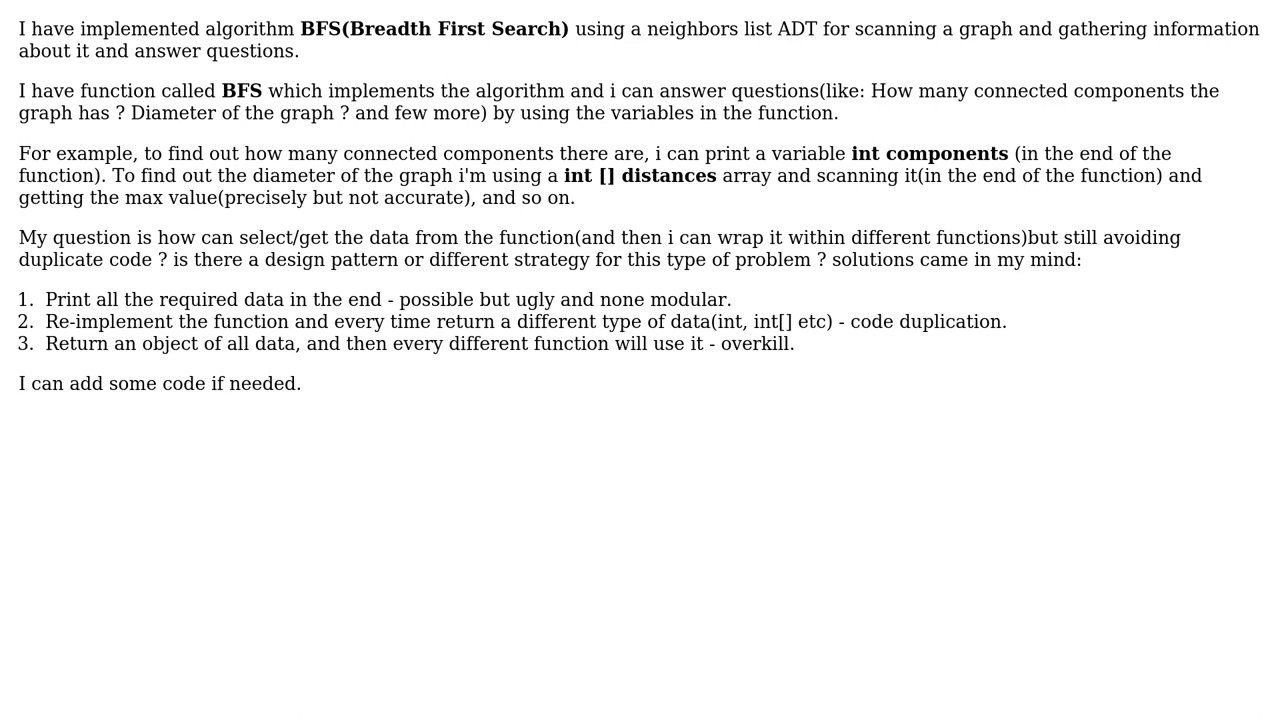 I have implemented algorithm BFS(Breadth First Search) using a neighbors list ADT for scanning a graph and gathering information
about it and answer questions.
I have function called BFS which implements the algorithm and i can answer questions(like: How many connected components the
graph has ? Diameter of the graph ? and few more) by using the variables in the function.
For example, to find out how many connected components there are, i can print a variable int components (in the end of the
function). To find out the diameter of the graph i'm using a int [] distances array and scanning it(in the end of the function) and
getting the max value(precisely but not accurate), and so on.
My question is how can select/get the data from the function(and then i can wrap it within different functions)but still avoiding
duplicate code ? is there a design pattern or different strategy for this type of problem ? solutions came in my mind:
1. Print all the required data in the end - possible but ugly and none modular.
2. Re-implement the function and every time return a different type of data(int, int[] etc) - code duplication.
3. Return an object of all data, and then every different function will use it - overkill.
I can add some code if needed.